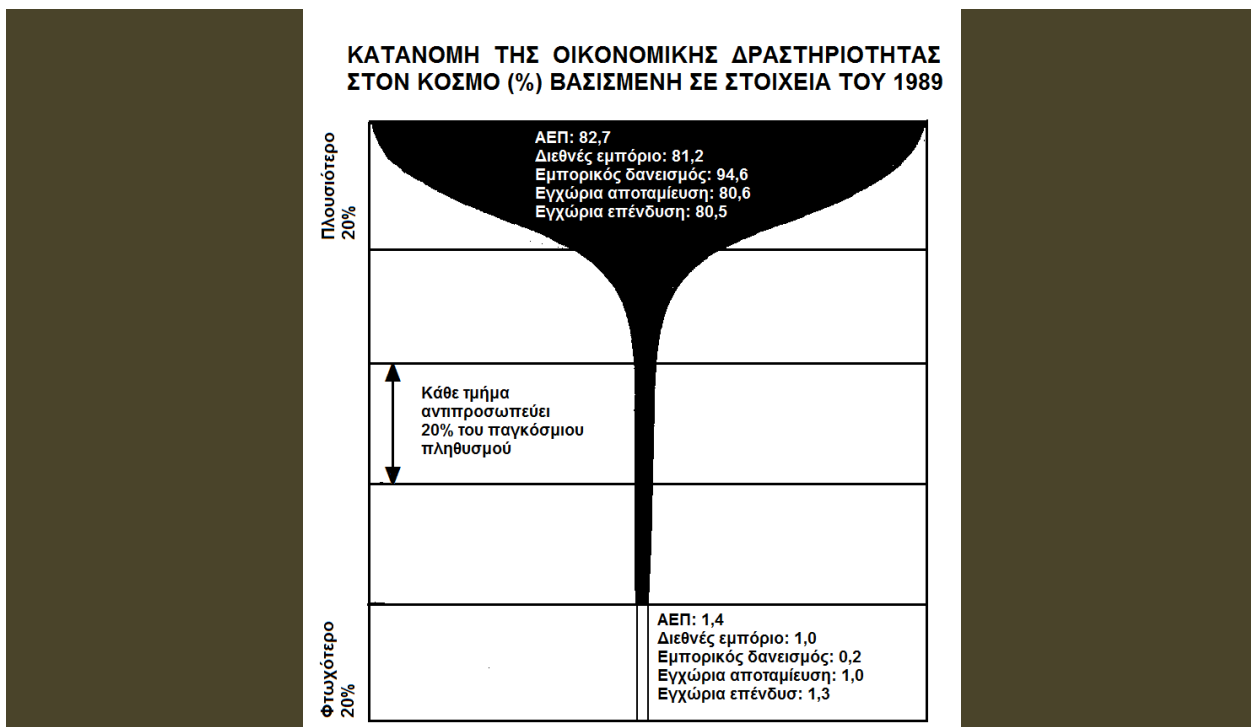 ΚΑΤΑΝΟΜΗ ΤΗΣ ΟΙΚΟΝΟΜΙΚΗΣ ΔΡΑΣΤΗΡΙΟΤΗΤΑΣ
ΣΤΟΝ ΚΟΣΜΟ (%) ΒΑΣΙΣΜΕΝΗ ΣΕ ΣΤΟΙΧΕΙΑ ΤΟΥ 1989
Πλουσιότερο
20%
ΑΕΠ: 82,7
Διεθνές εμπόριο: 81,2
Εμπορικός δανεισμός: 94,6
Εγχώρια αποταμίευση: 80,6
Εγχώρια επένδυση: 80,5
Κάθε τμήμα
αντιπροσωπεύει
20% του παγκόσμιου
πληθυσμού
Φτωχότερο
20%
ΑΕΠ: 1,4
Διεθνές εμπόριο: 1,0
Εμπορικός δανεισμός: 0,2
Εγχώρια αποταμίευση: 1,0
Εγχώρια επένδυσ: 1,3